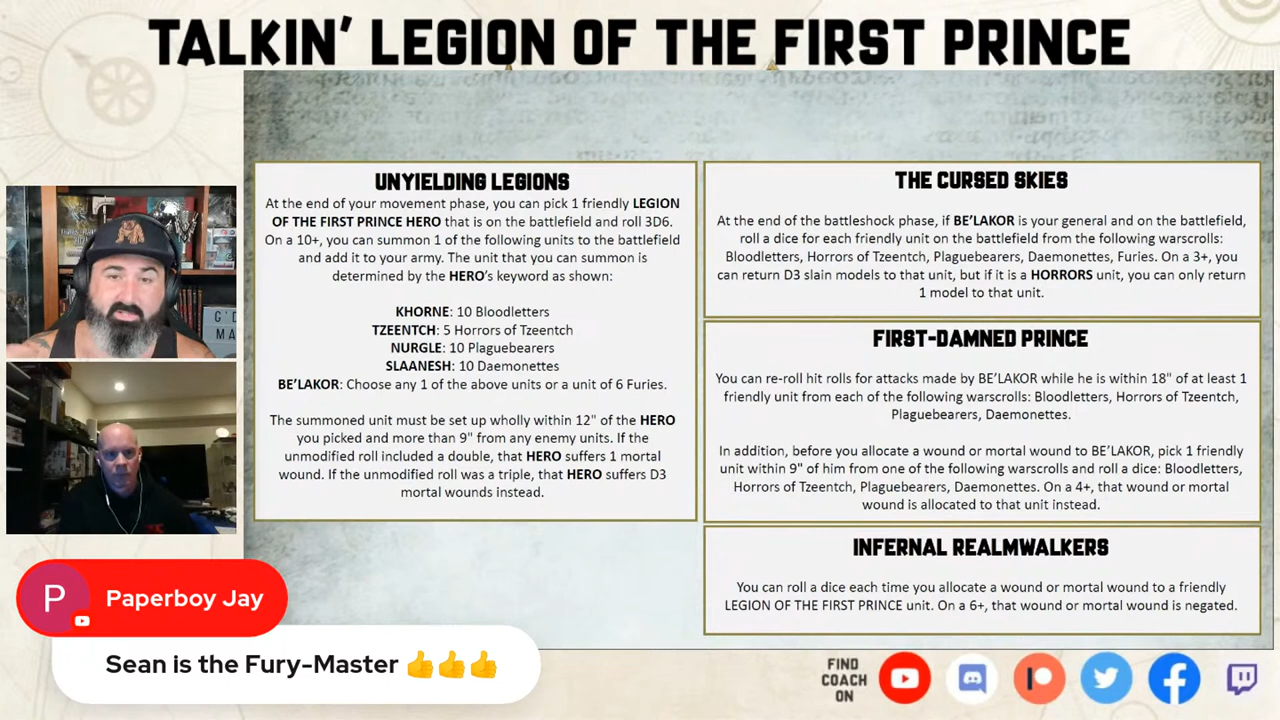 TALKIN' LEGION OF THE FIRST PRINCE
UNYIELDING LEGIONS
At the end of your movement phase, you can pick 1 friendly LEGION
OF THE FIRST PRINCE HERO that is on the battlefield and roll 3D6.
On a 10+, you can summon 1 of the following units to the battlefield
and add it to your army. The unit that you can summon is
determined by the HERO's keyword as shown:
KHORNE: 10 Bloodletters
TZEENTCH: 5 Horrors of Tzeentch
NURGLE: 10 Plaguebearers
SLAANESH: 10 Daemonettes
BE'LAKOR: Choose any 1 of the above units or a unit of 6 Furies.
The summoned unit must be set up wholly within 12" of the HERO
you picked and more than 9" from any enemy units. If the
unmodified roll included a double, that HERO suffers 1 mortal
wound. If the unmodified roll was a triple, that HERO suffers D3
mortal wounds instead.
THE CURSED SKIES
At the end of the battleshock phase, if BE'LAKOR is your general and on the battlefield,
roll a dice for each friendly unit on the battlefield from the following warscrolls:
Bloodletters, Horrors of Tzeentch, Plaguebearers, Daemonettes, Furies. On a 3+, you
can return D3 slain models to that unit, but if it is a HORRORS unit, you can only return
1 model to that unit.
FIRST-DAMNED PRINCE
You can re-roll hit rolls for attacks made by BE'LAKOR while he is within 18" of at least 1
friendly unit from each of the following warscrolls: Bloodletters, Horrors of Tzeentch,
Plaguebearers, Daemonettes.
In addition, before you allocate a wound or mortal wound to BE'LAKOR, pick 1 friendly
unit within 9" of him from one of the following warscrolls and roll a dice: Bloodletters,
Horrors of Tzeentch, Plaguebearers, Daemonettes. On a 4+, that wound or mortal
wound is allocated to that unit instead.
INFERNAL REALMWALKERS
You can roll a dice each time you allocate a wound or mortal wound to a friendly
LEGION OF THE FIRST PRINCE unit. On a 6+, that wound or mortal wound is negated.
G'D
MA
P
Paperboy Jay
Sean is the Fury-Master 👍👍👍
FIND
COACH
ON